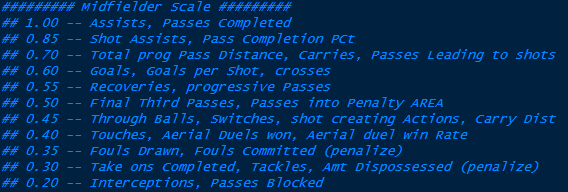 ######### Midfielder Scale #########
## 1.00 -- Assists, Passes Completed
## 0.85 -- Shot Assists, Pass Completion PCt
## 0.70 -- Total prog Pass Distance, Carries, Passes Leading to shots
## 0.60 -- Goals, Goals per Shot, crosses
## 0.55 -- Recoveries, progressive Passes
## 0.50 -- Final Third Passes, Passes into Penalty AREA
## 0.45 -- Through Balls, Switches, shot creating Actions, Carry Dist
## 0.40 -- Touches, Aerial Duels won, Aerial duel win Rate
## 0.35 -- Fouls Drawn, Fouls Committed (penalize)
## 0.30 -- Take ons Completed, Tackles, Amt Dispossesed (penalize)
## 0.20 -- Interceptions, Passes Blocked